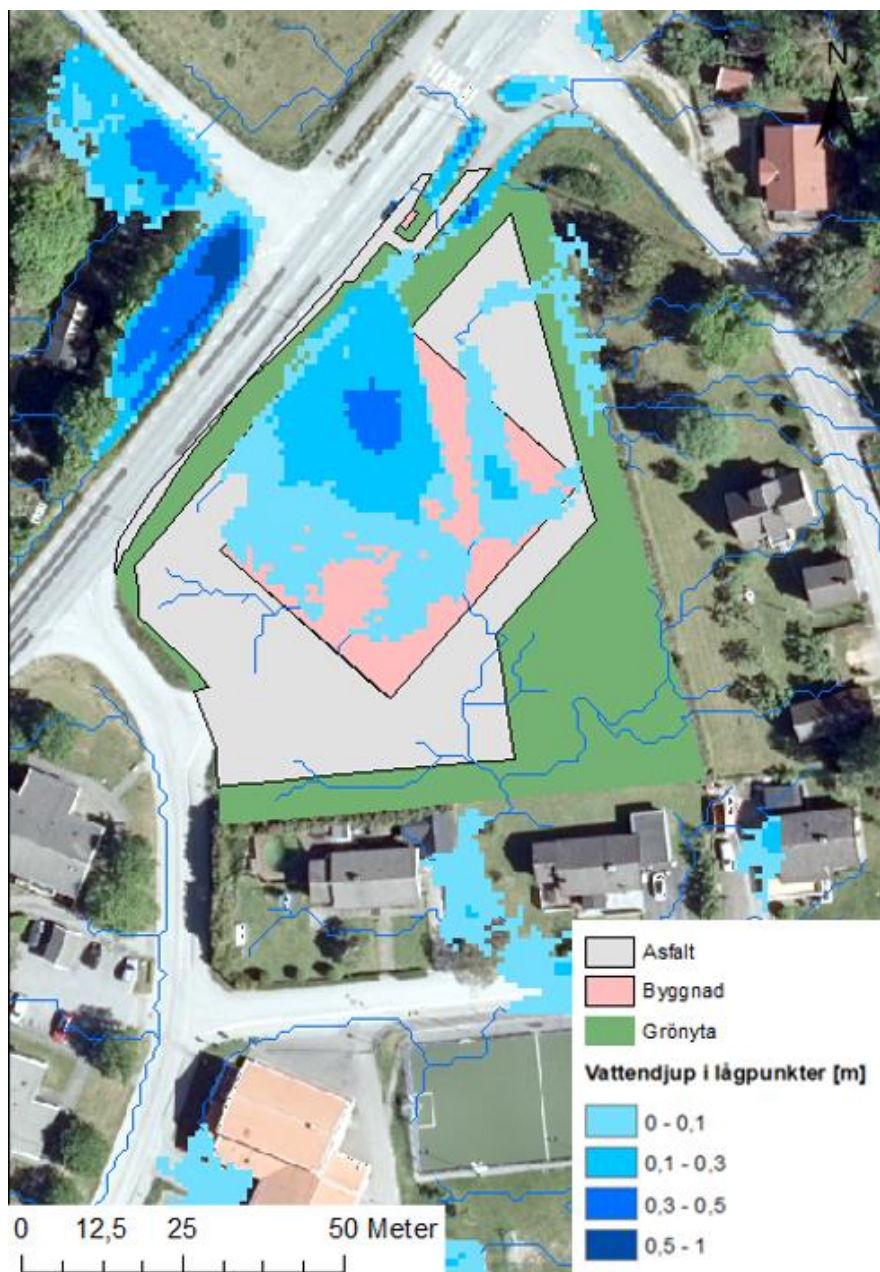 N
Asfalt
Byggnad
Grönyta
Vattendjup i lågpunkter [m]
0 - 0,1
0,1 - 0,3
0,3 - 0,5
0,5 - 1
0 12,5 25 50 Meter